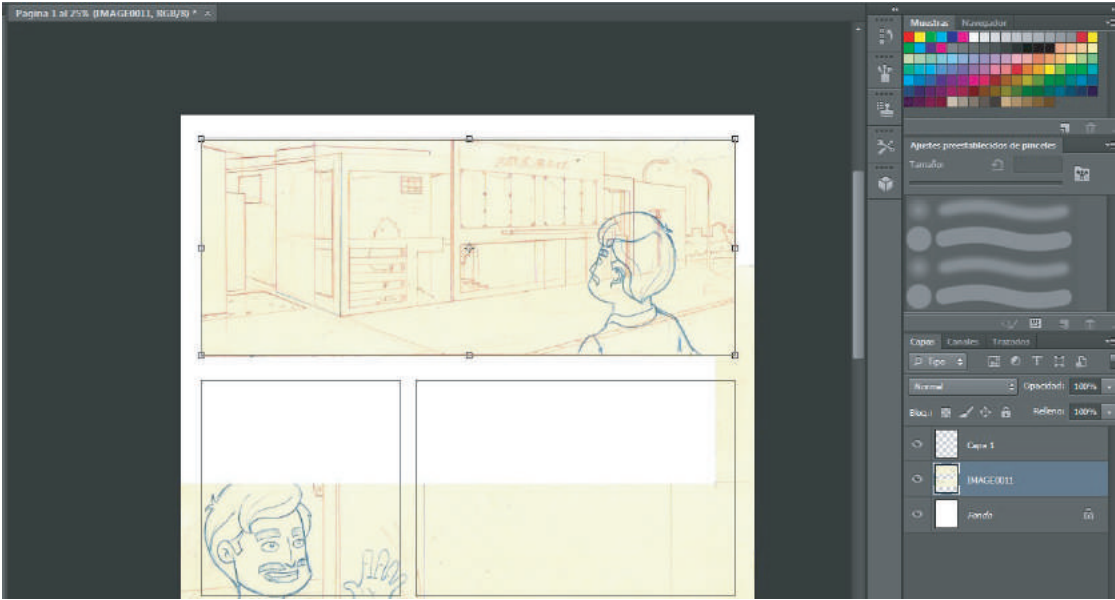 Pagina 1 al 25% (IMAGE0011, RGB/8) * ×
Muestras Navegador
Ajustes preestablecidos de pinceles
Tamaño:
Capas Canales Trazados
Tipo
Normal Opacidad: 100%
Bloq.: Relleno: 100%
Capa 1
IMAGE0011
Fondo